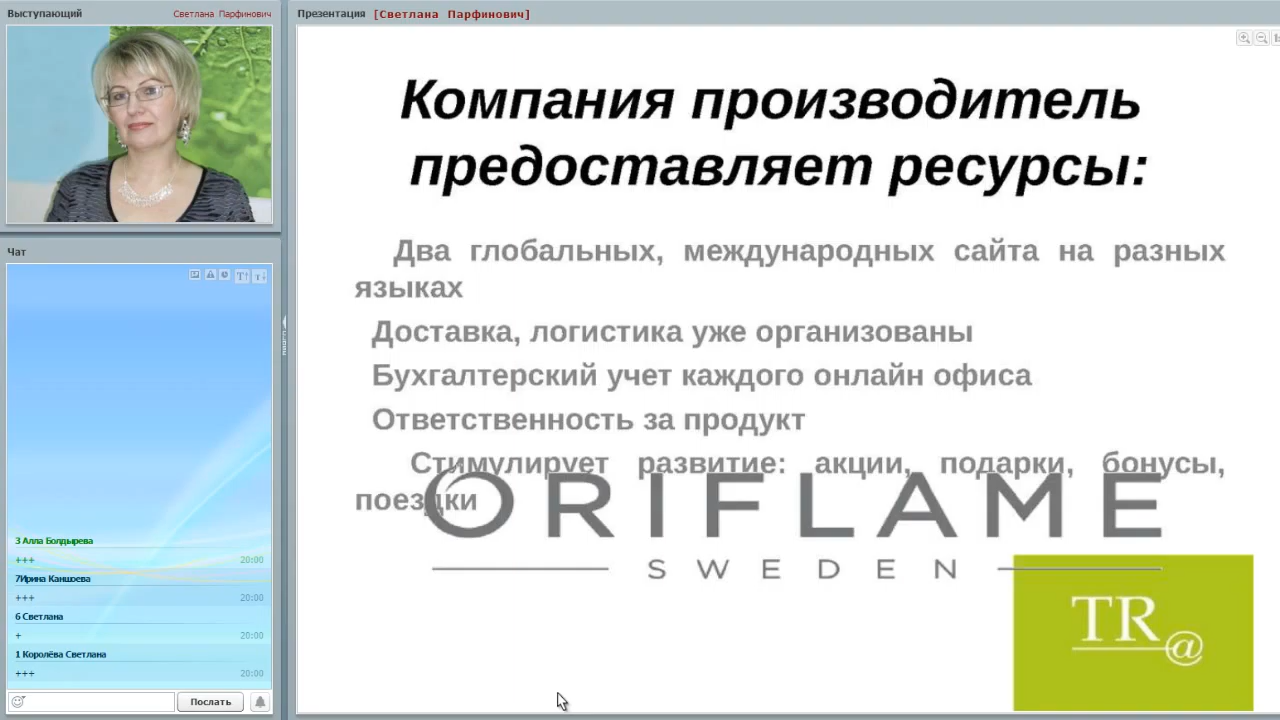 Выступающий
Светлана Парфинович
Чат
3 Алла Болдырева
+++ 20:00
7Ирина Каншоева
+++ 20:00
6 Светлана
+ 20:00
1 Королёва Светлана
+++ 20:00
Послать
Презентация [Светлана Парфинович]
Компания производитель
предоставляет ресурсы:
Два глобальных, международных сайта на разных
языках
Доставка, логистика уже организованы
Бухгалтерский учет каждого онлайн офиса
Ответственность за продукт
Стимулирует развитие: акции, подарки, бонусы,
поездки
ORIFLAME
SWEDEN
TR@